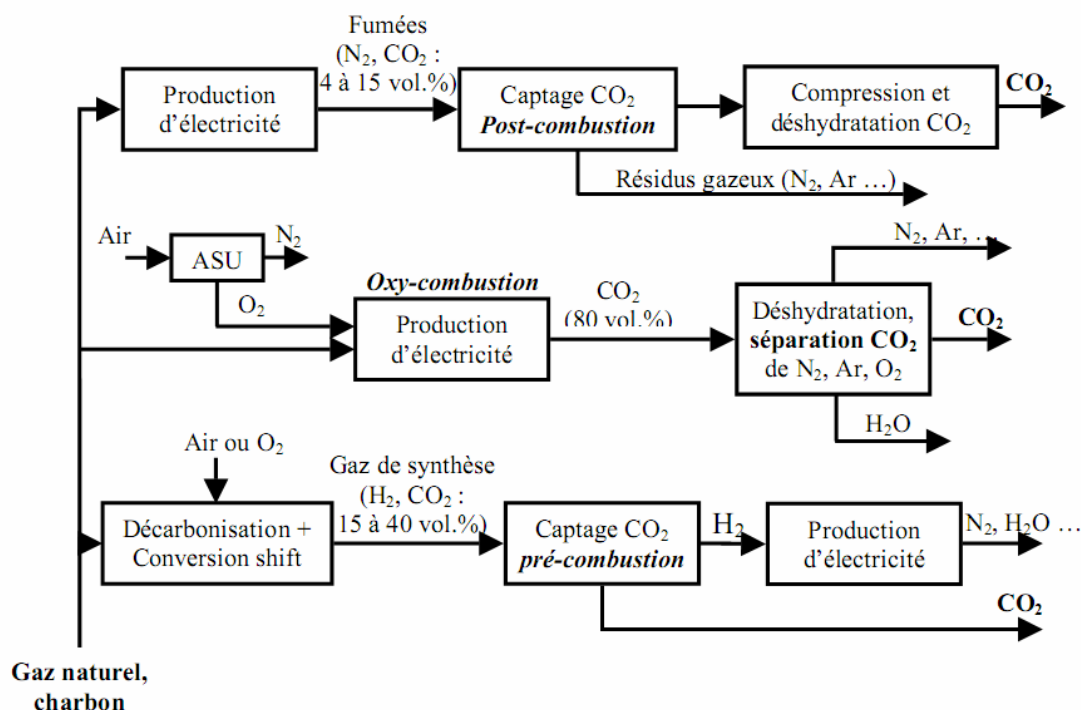 Fumées
(N₂, CO₂ :
4 à 15 vol.%)
Production
d'électricité
Captage CO₂
Post-combustion
Compression et
déshydratation CO₂
CO₂
Résidus gazeux (N₂, Ar ...)
Air
ASU
N₂
O₂
Oxy-combustion
Production
d'électricité
CO₂
(80 vol.%)
N₂, Ar, ...
Déshydratation,
séparation CO₂
de N₂, Ar, O₂
CO₂
H₂O
Air ou O₂
Décarbonisation +
Conversion shift
Gaz de synthèse
(H₂, CO₂ :
15 à 40 vol.%)
Captage CO₂
pré-combustion
H₂
Production
d'électricité
N₂, H₂O ...
CO₂
Gaz naturel,
charbon